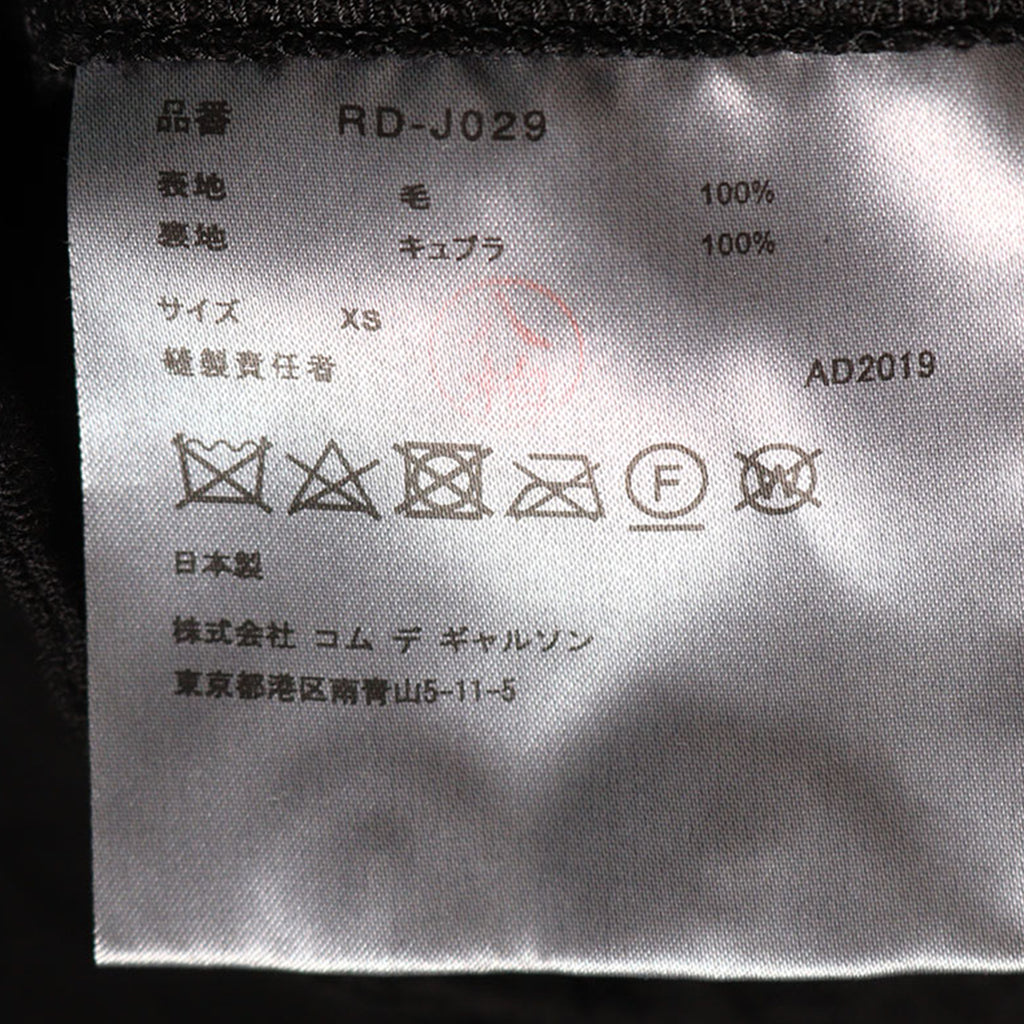 品番 RD-J029
表地 毛 100%
裏地 キュプラ 100%
サイズ XS
縫製責任者 AD2019
F W
日本製
株式会社 コム デ ギャルソン
東京都港区南青山5-11-5